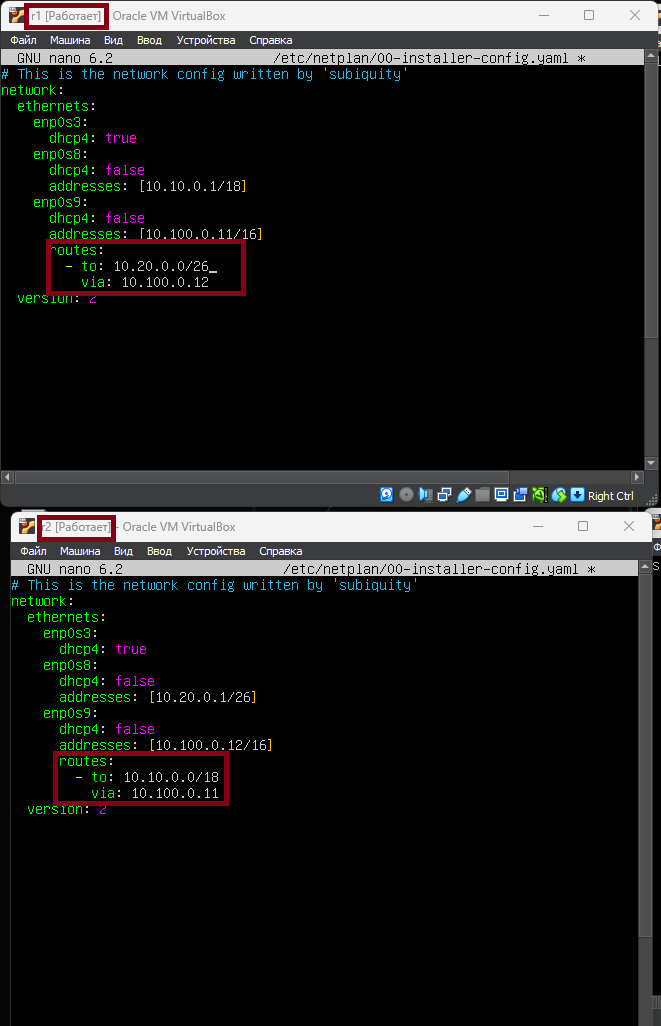 r1 [Работает] - Oracle VM VirtualBox
Файл Машина Вид Ввод Устройства Справка
GNU nano 6.2 /etc/netplan/00-installer-config.yaml *
# This is the network config written by 'subiquity'
network:
  ethernets:
    enp0s3:
      dhcp4: true
    enp0s8:
      dhcp4: false
      addresses: [10.10.0.1/18]
    enp0s9:
      dhcp4: false
      addresses: [10.100.0.11/16]
      routes:
        - to: 10.20.0.0/26_
          via: 10.100.0.12
  version: 2
Right Ctrl
r2 [Работает] - Oracle VM VirtualBox
Файл Машина Вид Ввод Устройства Справка
GNU nano 6.2 /etc/netplan/00-installer-config.yaml *
# This is the network config written by 'subiquity'
network:
  ethernets:
    enp0s3:
      dhcp4: true
    enp0s8:
      dhcp4: false
      addresses: [10.20.0.1/26]
    enp0s9:
      dhcp4: false
      addresses: [10.100.0.12/16]
      routes:
        - to: 10.10.0.0/18
          via: 10.100.0.11
  version: 2